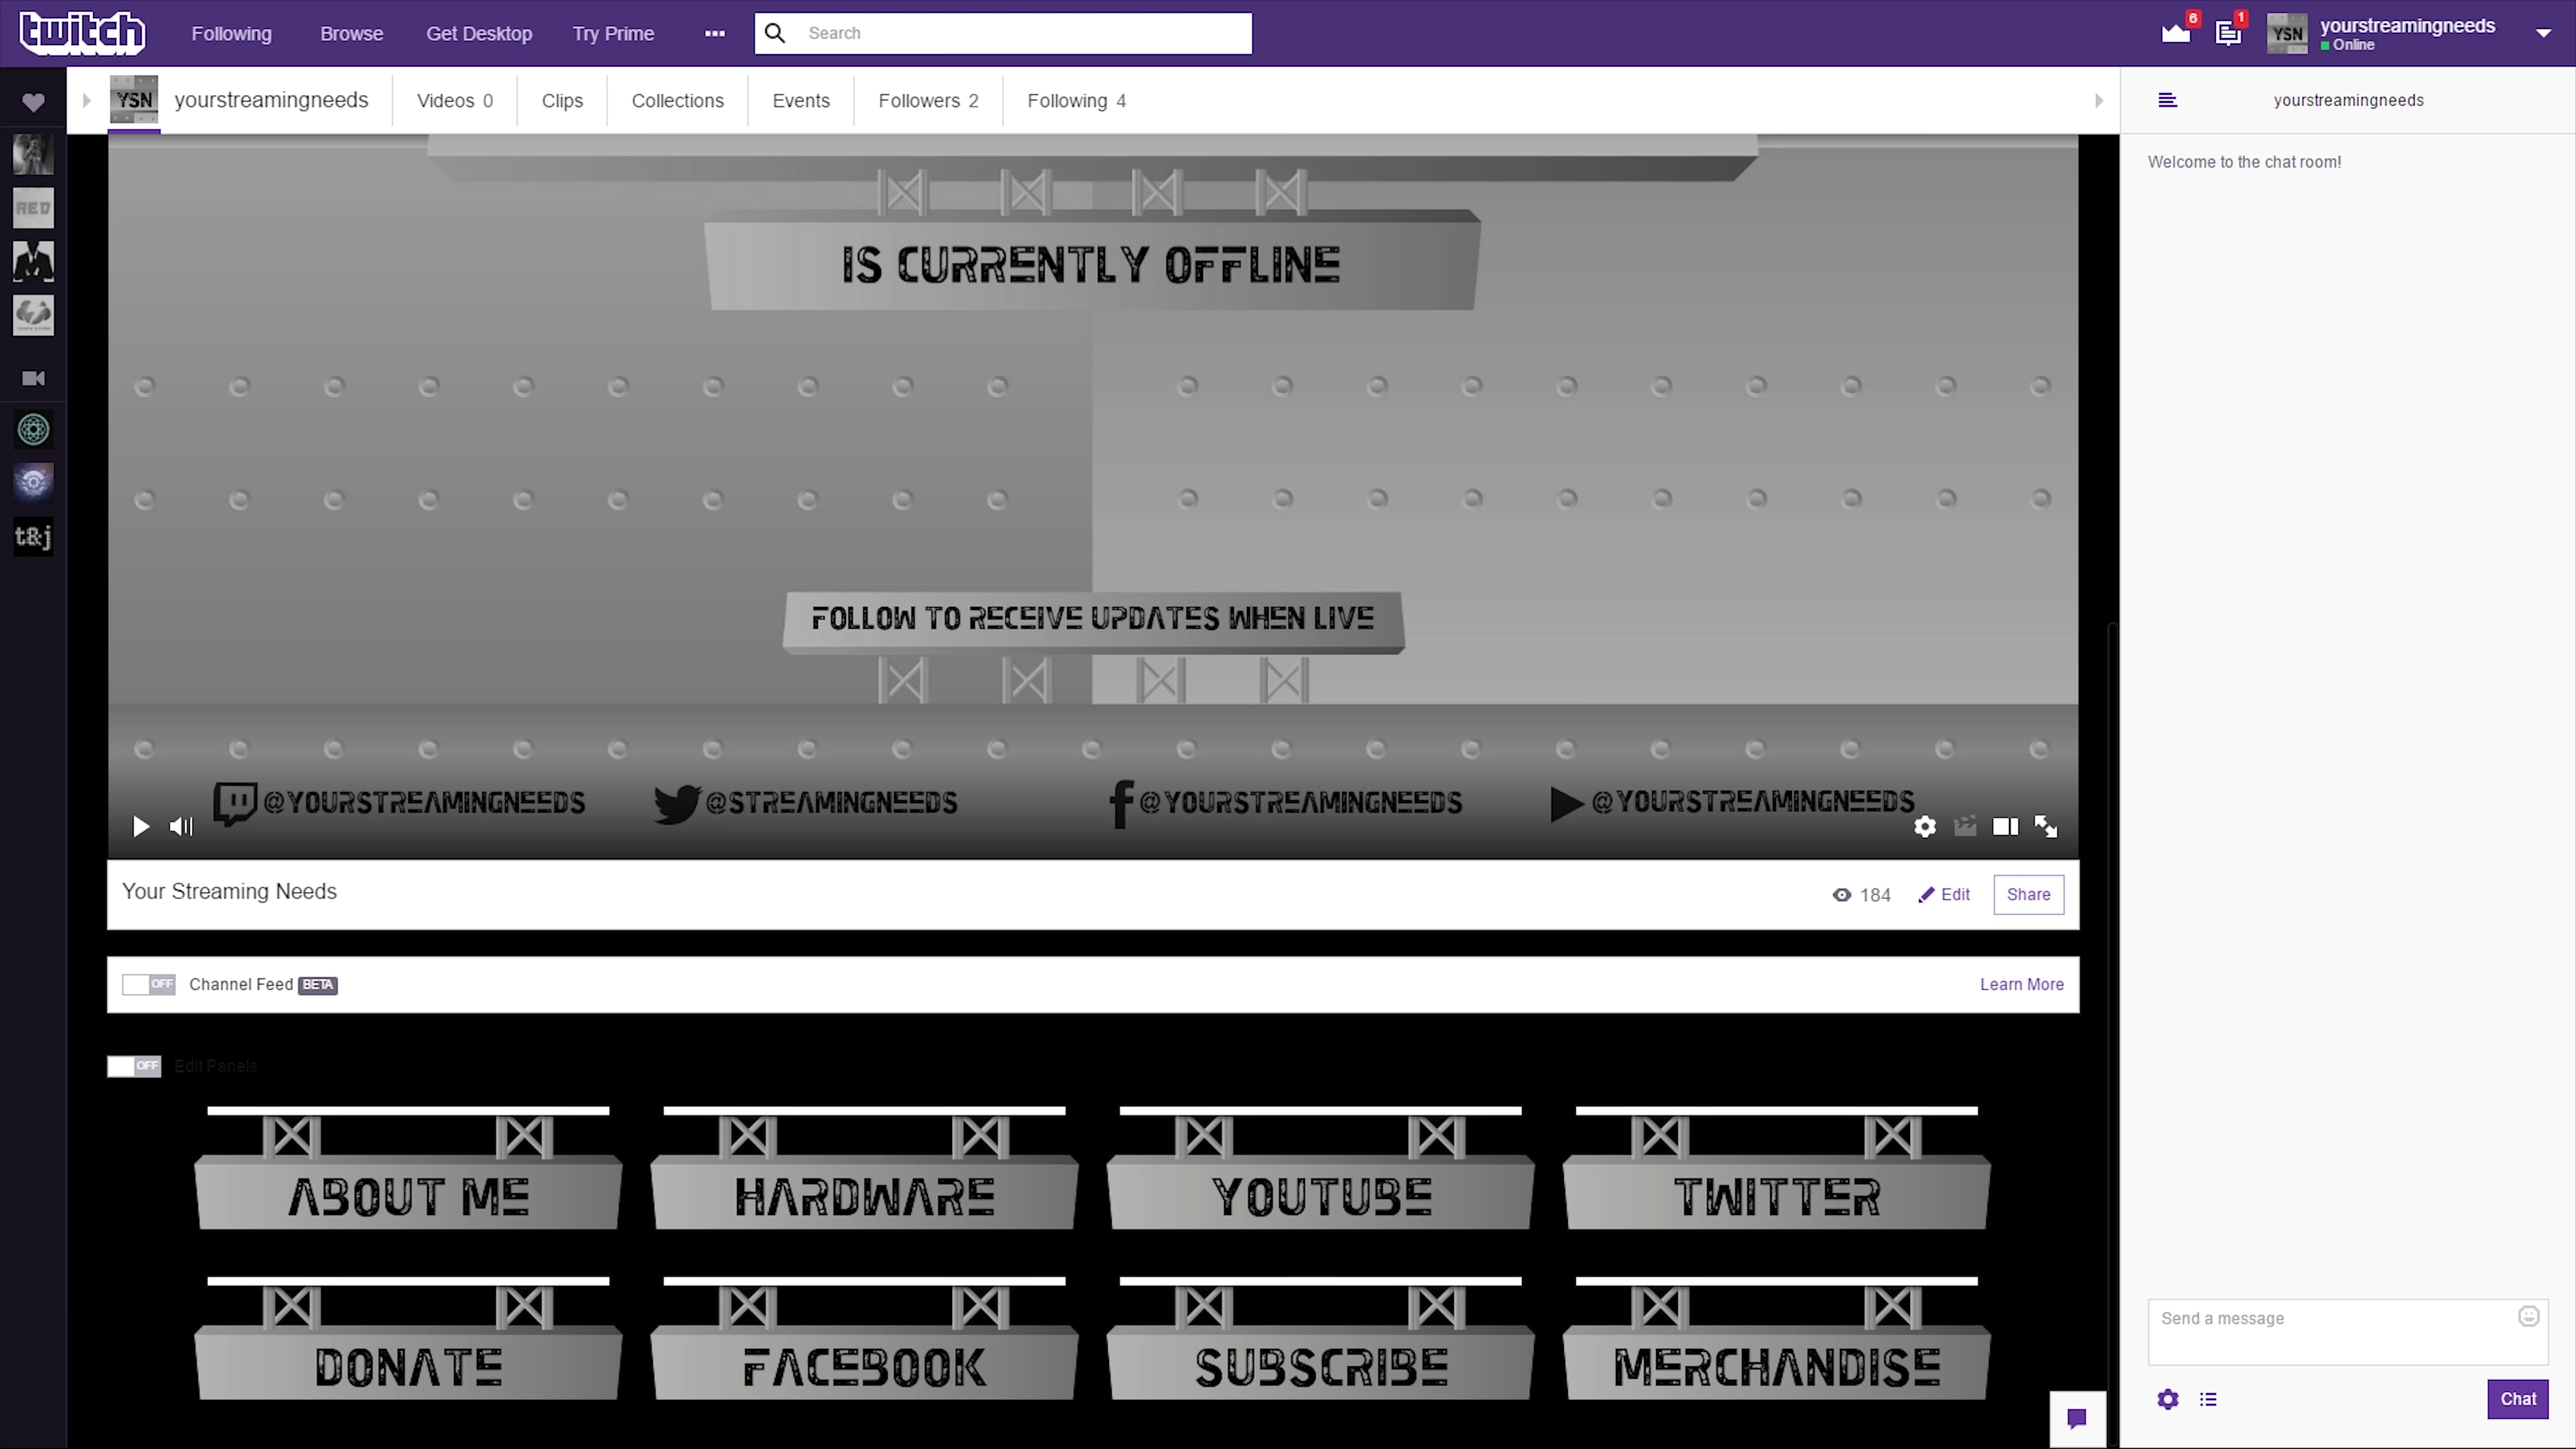 twitch Following Browse Get Desktop Try Prime ... Search 6 1 YSN yourstreamingneeds
Online
YSN yourstreamingneeds Videos 0 Clips Collections Events Followers 2 Following 4 yourstreamingneeds
Welcome to the chat room!
RED
t&j
IS CURRENTLY OFFLINE
FOLLOW TO RECEIVE UPDATES WHEN LIVE
@YOURSTREAMINGNEEDS @STREAMINGNEEDS @YOURSTREAMINGNEEDS @YOURSTREAMINGNEEDS
Your Streaming Needs 184 Edit Share
OFF Channel Feed BETA Learn More
OFF Edit Panels
ABOUT ME HARDWARE YOUTUBE TWITTER
DONATE FACEBOOK SUBSCRIBE MERCHANDISE
Send a message
Chat